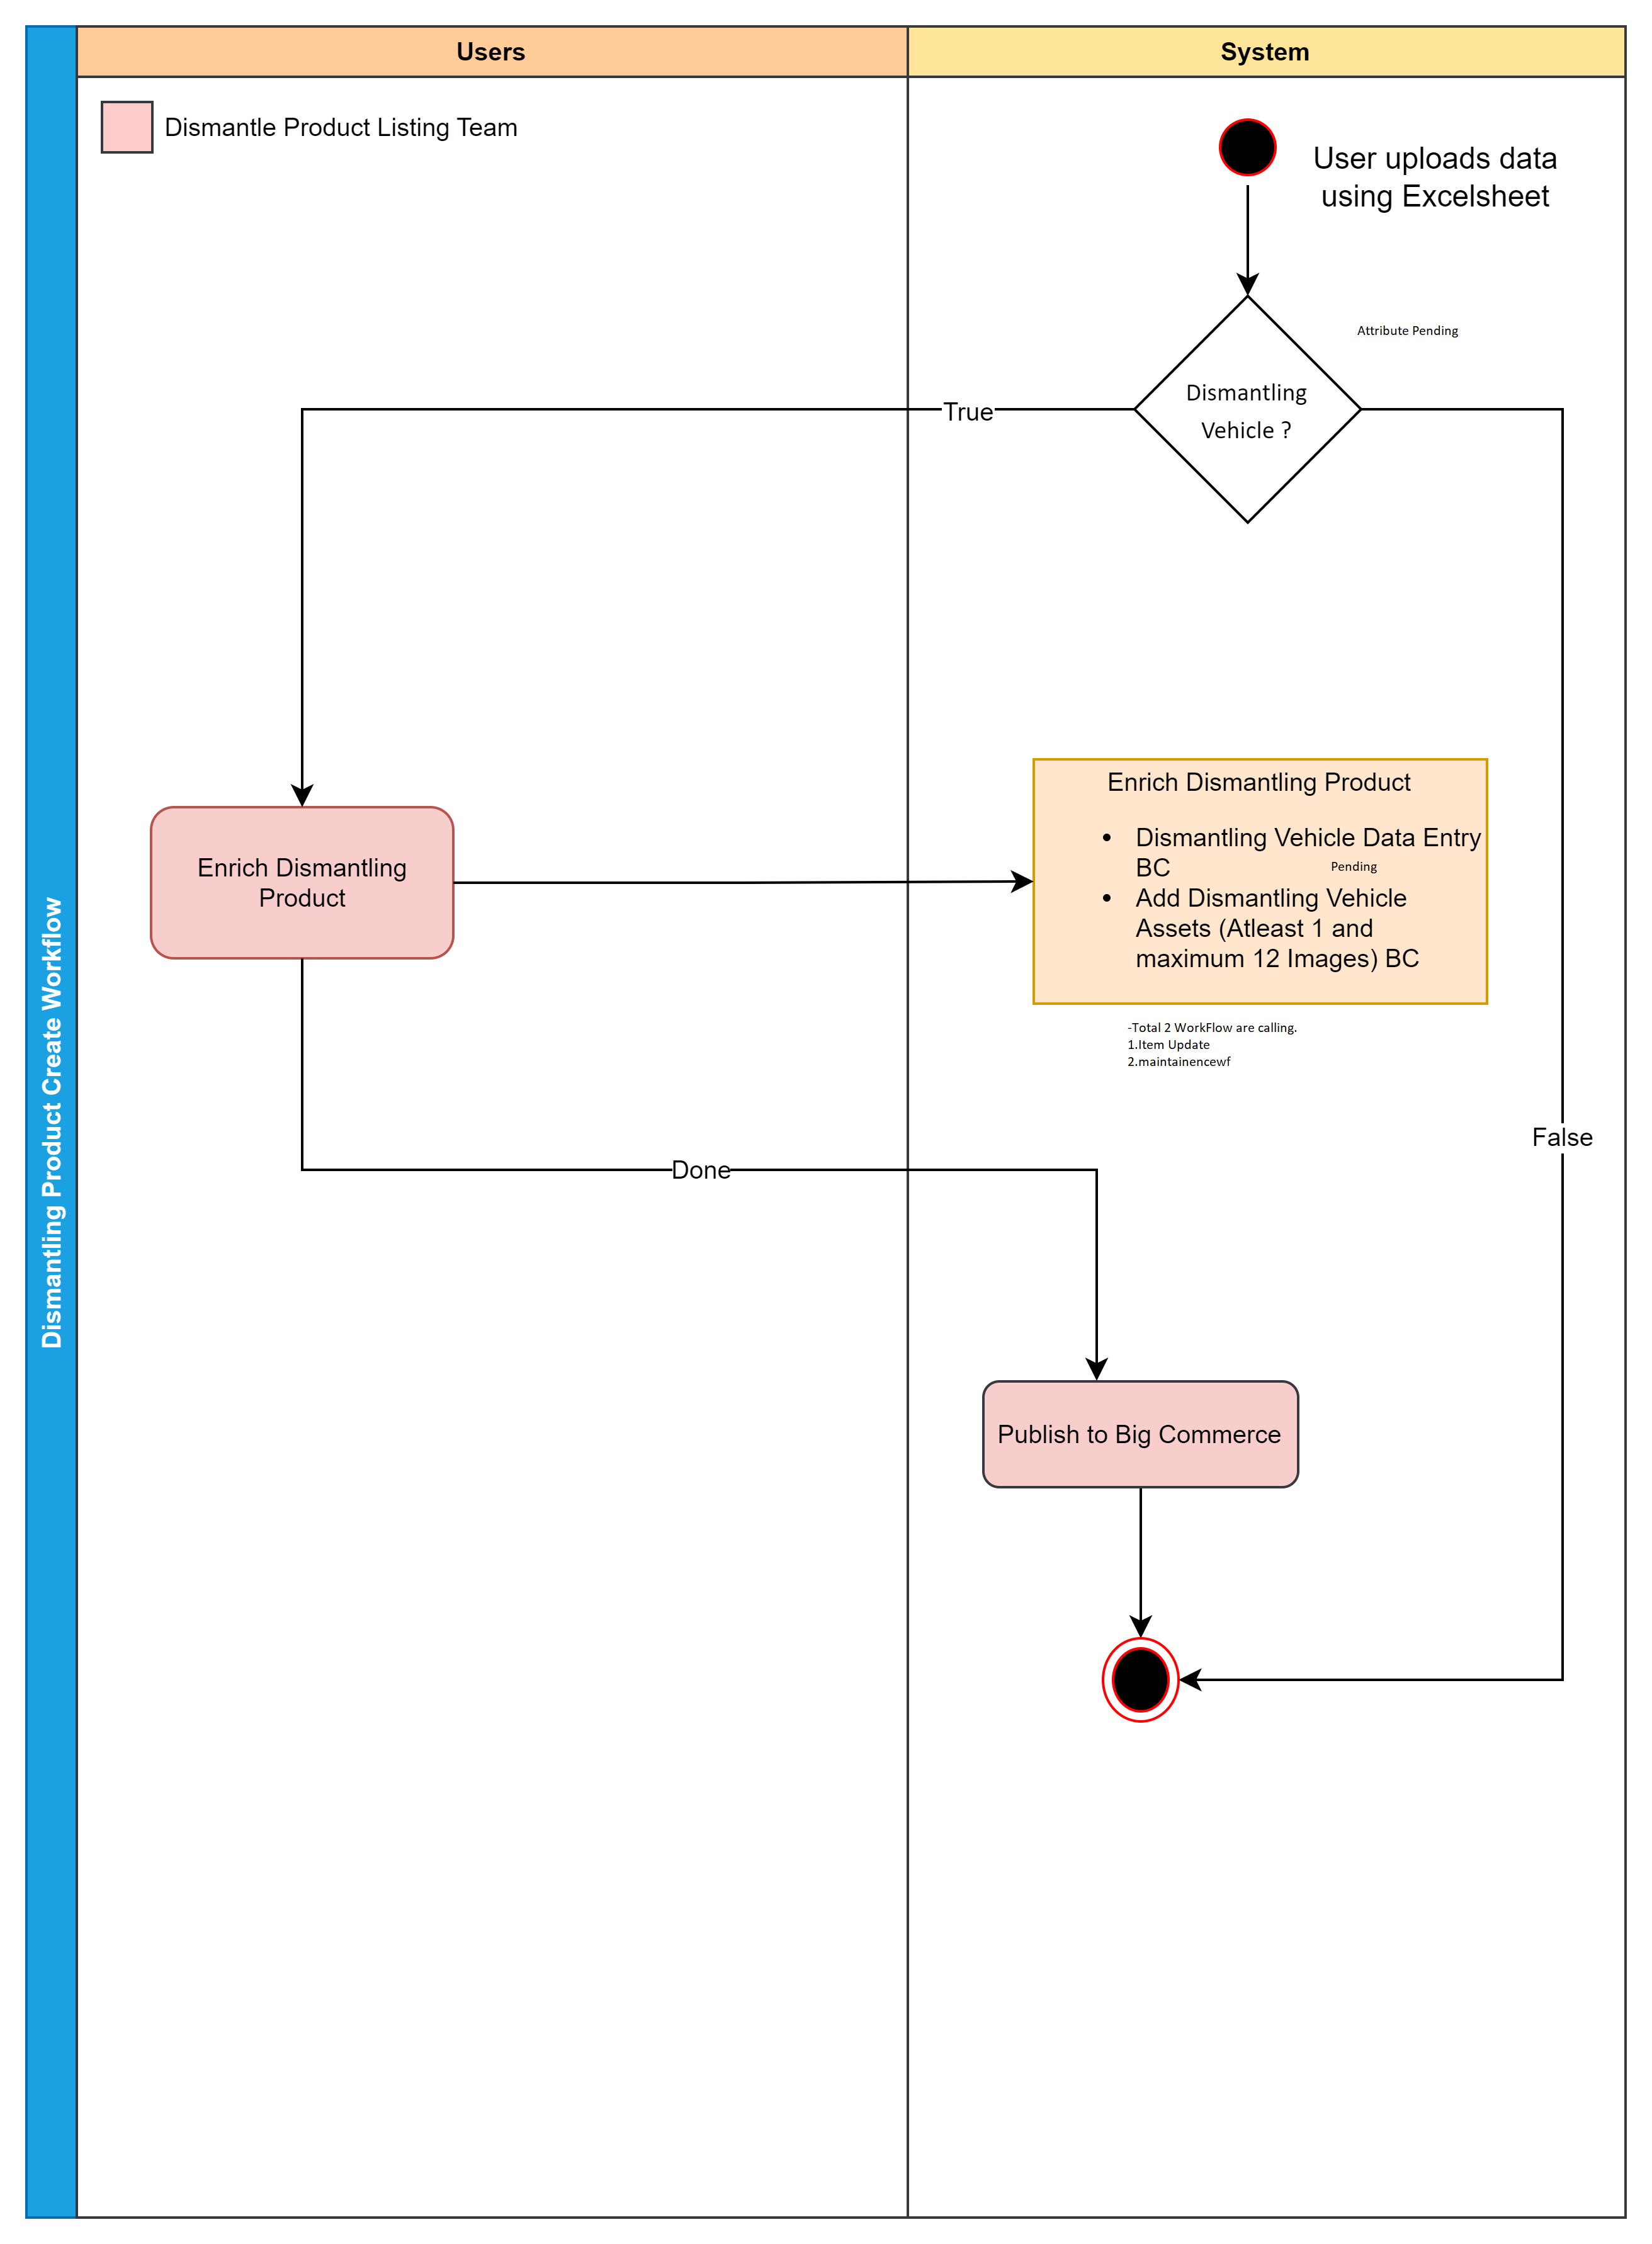 Users
System
Dismantling Product Create Workflow
Dismantle Product Listing Team
User uploads data
using Excelsheet
Attribute Pending
Dismantling
Vehicle ?
True
Enrich Dismantling
Product
Enrich Dismantling Product
• Dismantling Vehicle Data Entry
BC
Pending
• Add Dismantling Vehicle
Assets (Atleast 1 and
maximum 12 Images) BC
-Total 2 WorkFlow are calling.
1.Item Update
2.maintainencewf
False
Done
Publish to Big Commerce